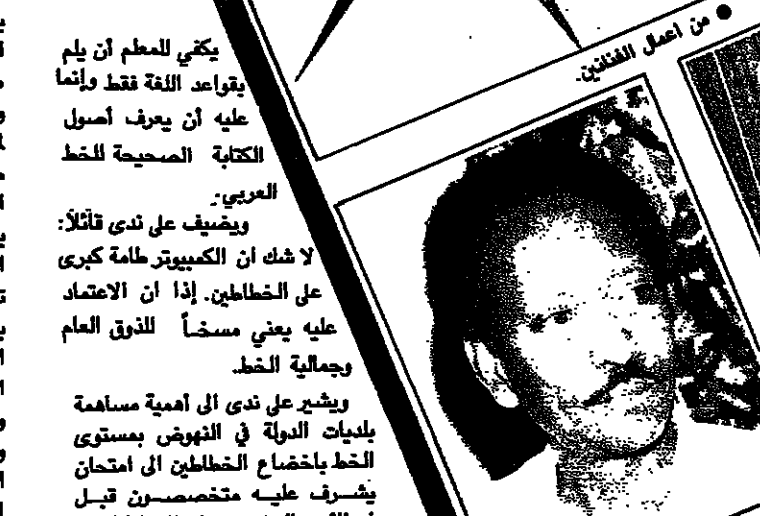 ● من اعمال الفنانين.
يكفي للمعلم أن يلم
بقواعد اللغة فقط وإنما
عليه أن يعرف أصول
الكتابة الصحيحة للخط
العربي.
ويضيف على ندى قائلاً:
لا شك ان الكمبيوتر طامة كبرى
على الخطاطين. إذا ان الاعتماد
عليه يعني مسخاً للذوق العام
وجمالية الخط.
ويشير على ندى الى أهمية مساهمة
بلديات الدولة في النهوض بمستوى
الخط باخضاع الخطاطين الى امتحان
يشرف عليه متخصصون قبل